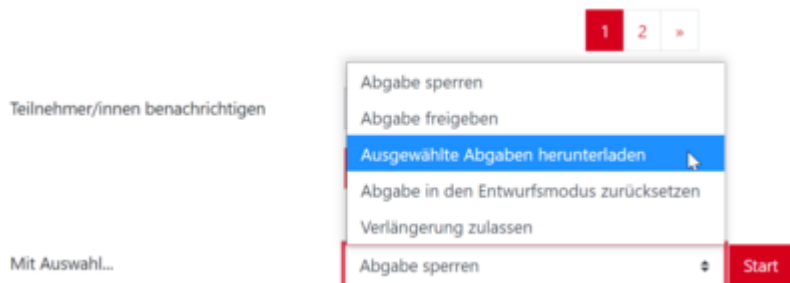 1 2 »
Abgabe sperren
Teilnehmer/innen benachrichtigen
Abgabe freigeben
Ausgewählte Abgaben herunterladen
Abgabe in den Entwurfsmodus zurücksetzen
Verlängerung zulassen
Mit Auswahl... Abgabe sperren Start